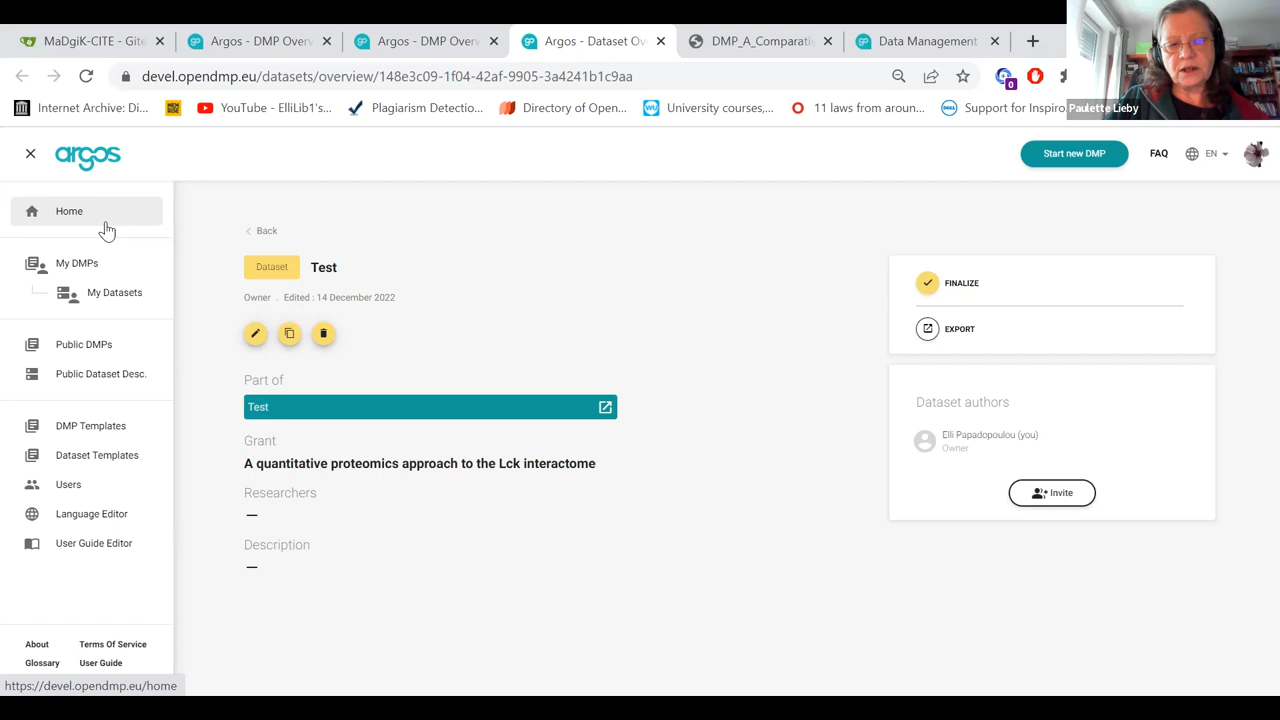 MaDgiK-CITE - Gite
Argos - DMP Overv
Argos - DMP Overv
Argos - Dataset Ov
DMP_A_Comparati
Data Management
devel.opendmp.eu/datasets/overview/148e3c09-1f04-42af-9905-3a4241b1c9aa
0
Paulette Lieby
Internet Archive: Di...
YouTube - ElliLib1's...
Plagiarism Detectio...
Directory of Open...
WU
University courses,...
11 laws from aroun...
DELL
Support for Inspiro
argos
Start new DMP
FAQ
EN
Home
My DMPs
My Datasets
Public DMPs
Public Dataset Desc.
DMP Templates
Dataset Templates
Users
Language Editor
User Guide Editor
About
Terms Of Service
Glossary
User Guide
https://devel.opendmp.eu/home
Back
Dataset
Test
Owner . Edited : 14 December 2022
Part of
Test
Grant
A quantitative proteomics approach to the Lck interactome
Researchers
—
Description
—
FINALIZE
EXPORT
Dataset authors
Elli Papadopoulou (you)
Owner
Invite